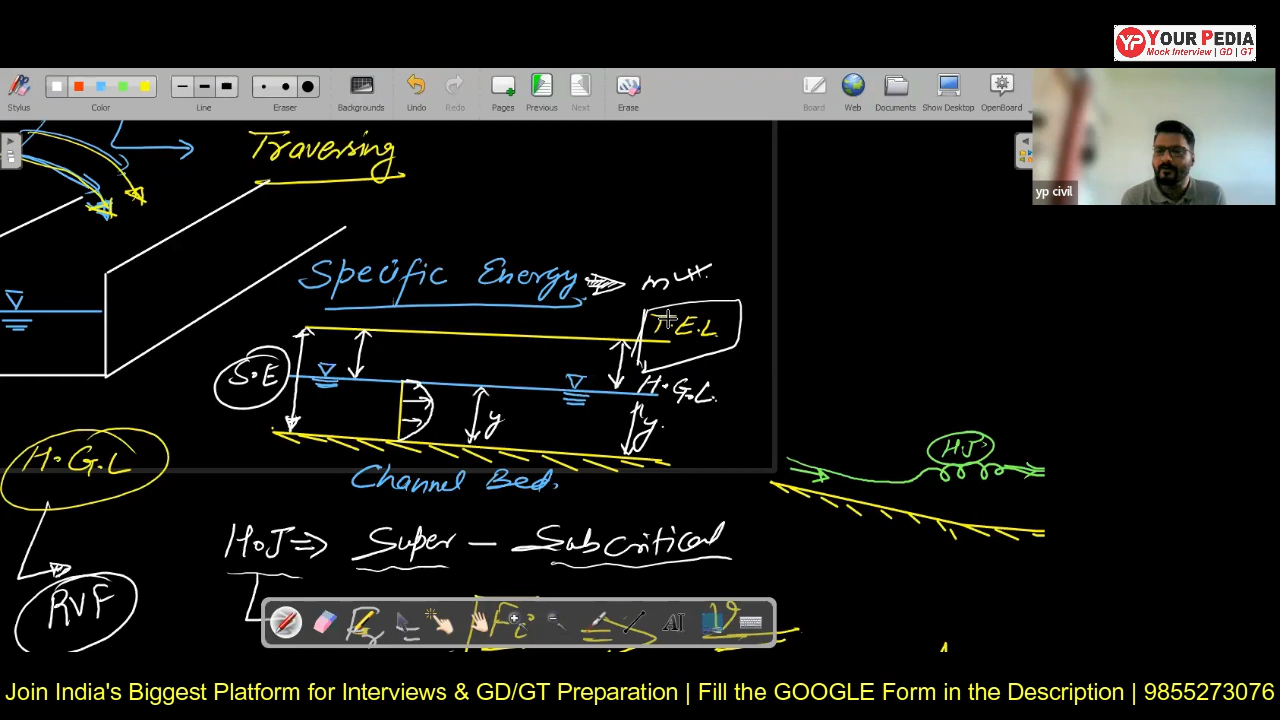 YOUR PEDIA
Mock Interview | GD | GT
Stylus
Color
Line
Eraser
Backgrounds
Undo
Redo
Pages
Previous
Next
Erase
Board
Web
Documents
Show Desktop
OpenBoard
yp civil
Traversing
Specific Energy
T.E.L
S.E
H.G.L.
y
y
Channel Bed.
H.G.L
H.J
H.J ⇒ Super - Subcritical
RVF
Join India's Biggest Platform for Interviews & GD/GT Preparation | Fill the GOOGLE Form in the Description | 9855273076